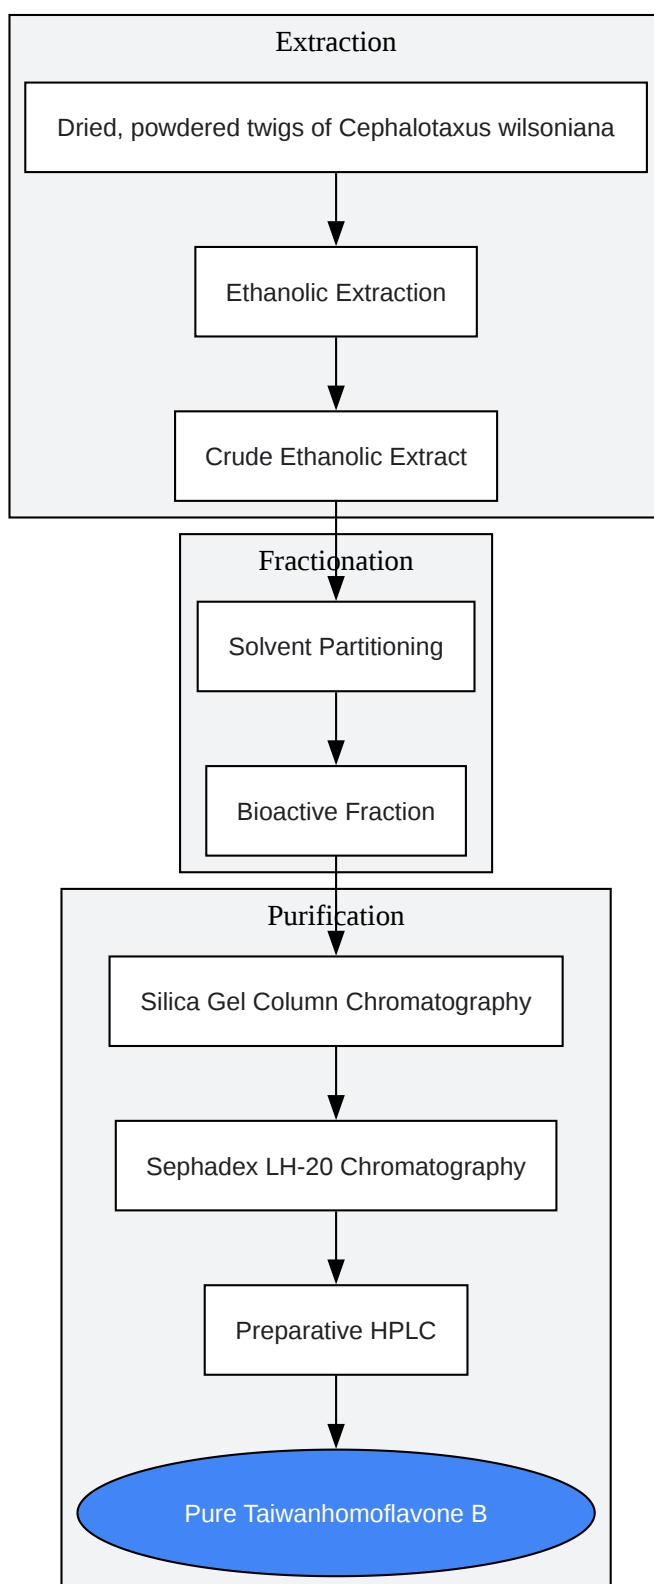 Extraction
Dried, powdered twigs of Cephalotaxus wilsoniana
Ethanolic Extraction
Crude Ethanolic Extract
Fractionation
Solvent Partitioning
Bioactive Fraction
Purification
Silica Gel Column Chromatography
Sephadex LH-20 Chromatography
Preparative HPLC
Pure Taiwanhomoflavone B